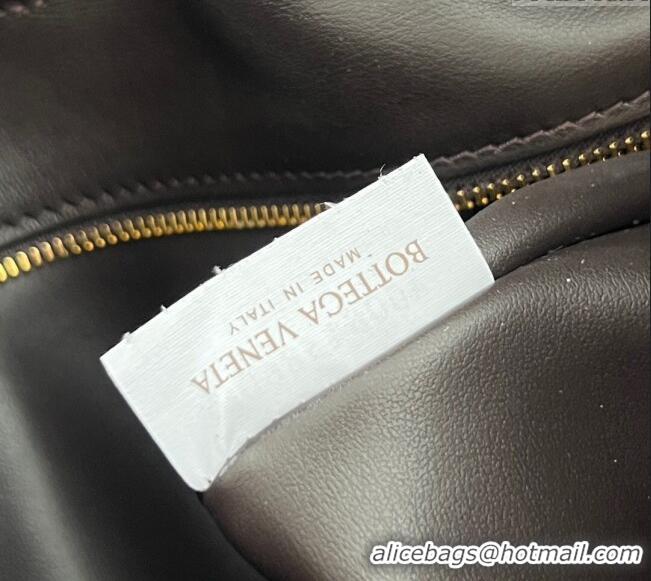 BOTTEGA VENETA
MADE IN ITALY
alicebags@hotmail.com